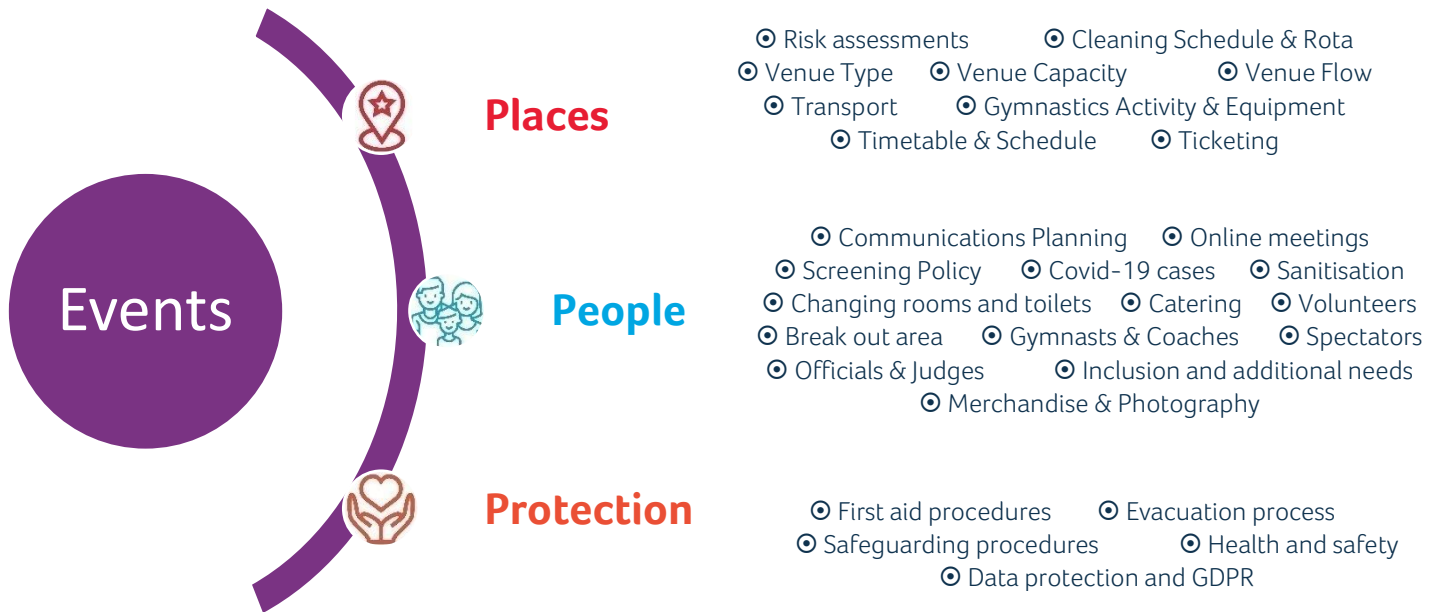 Events
Places
⦿ Risk assessments ⦿ Cleaning Schedule & Rota
⦿ Venue Type ⦿ Venue Capacity ⦿ Venue Flow
⦿ Transport ⦿ Gymnastics Activity & Equipment
⦿ Timetable & Schedule ⦿ Ticketing
People
⦿ Communications Planning ⦿ Online meetings
⦿ Screening Policy ⦿ Covid-19 cases ⦿ Sanitisation
⦿ Changing rooms and toilets ⦿ Catering ⦿ Volunteers
⦿ Break out area ⦿ Gymnasts & Coaches ⦿ Spectators
⦿ Officials & Judges ⦿ Inclusion and additional needs
⦿ Merchandise & Photography
Protection
⦿ First aid procedures ⦿ Evacuation process
⦿ Safeguarding procedures ⦿ Health and safety
⦿ Data protection and GDPR